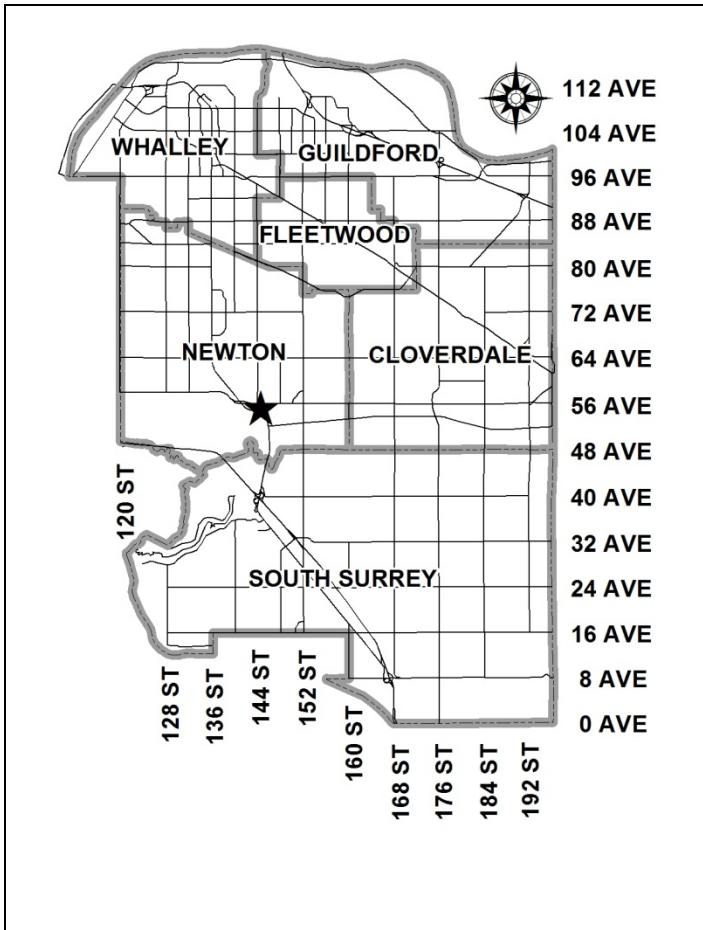 112 AVE
104 AVE
WHALLEY
GUILDFORD
96 AVE
88 AVE
FLEETWOOD
80 AVE
72 AVE
NEWTON
CLOVERDALE
64 AVE
56 AVE
48 AVE
120 ST
40 AVE
32 AVE
SOUTH SURREY
24 AVE
16 AVE
128 ST
136 ST
144 ST
152 ST
160 ST
8 AVE
0 AVE
168 ST
176 ST
184 ST
192 ST